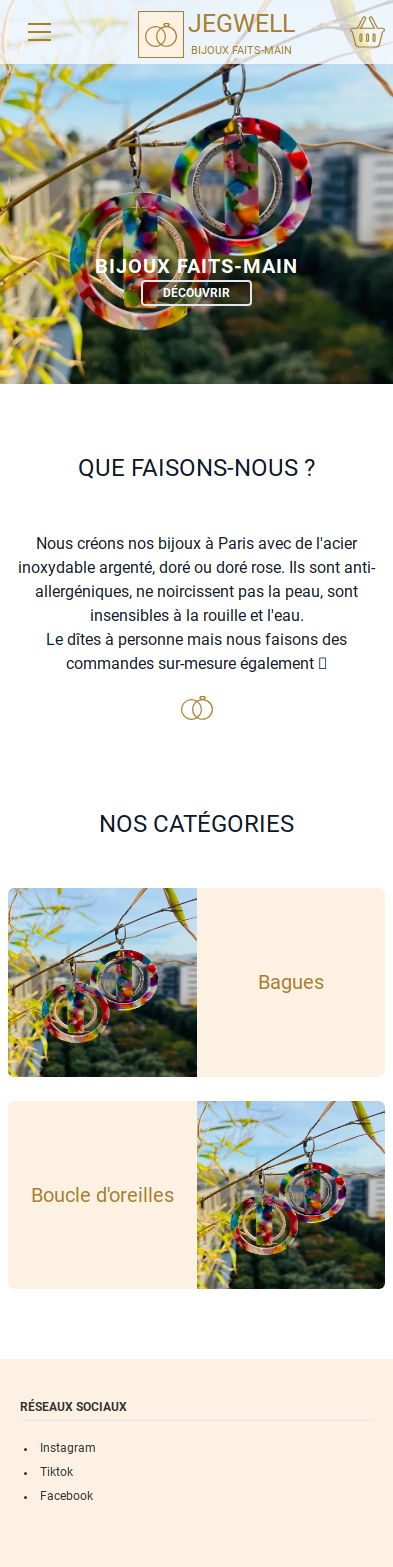 JEGWELL
BIJOUX FAITS-MAIN
BIJOUX FAITS-MAIN
DÉCOUVRIR
QUE FAISONS-NOUS ?
Nous créons nos bijoux à Paris avec de l'acier
inoxydable argenté, doré ou doré rose. Ils sont anti-
allergéniques, ne noircissent pas la peau, sont
insensibles à la rouille et l'eau.
Le dîtes à personne mais nous faisons des
commandes sur-mesure également
NOS CATÉGORIES
Bagues
Boucle d'oreilles
RÉSEAUX SOCIAUX
Instagram
Tiktok
Facebook